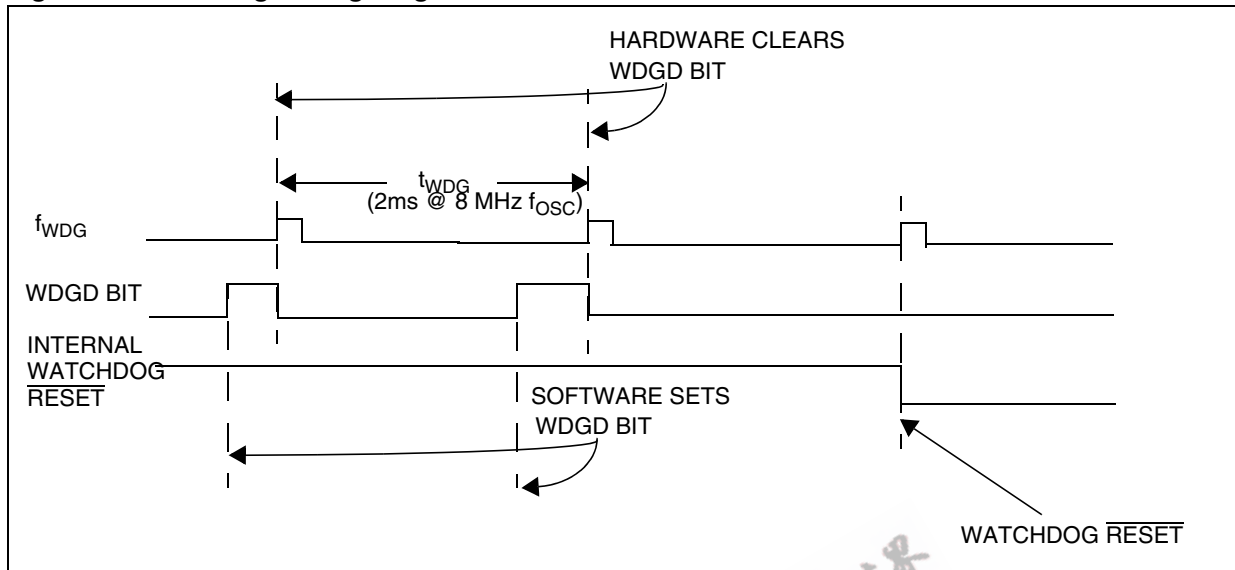 HARDWARE CLEARS
WDGD BIT
tWDG
(2ms @ 8 MHz fOSC)
fWDG
WDGD BIT
INTERNAL
WATCHDOG
RESET
SOFTWARE SETS
WDGD BIT
WATCHDOG RESET